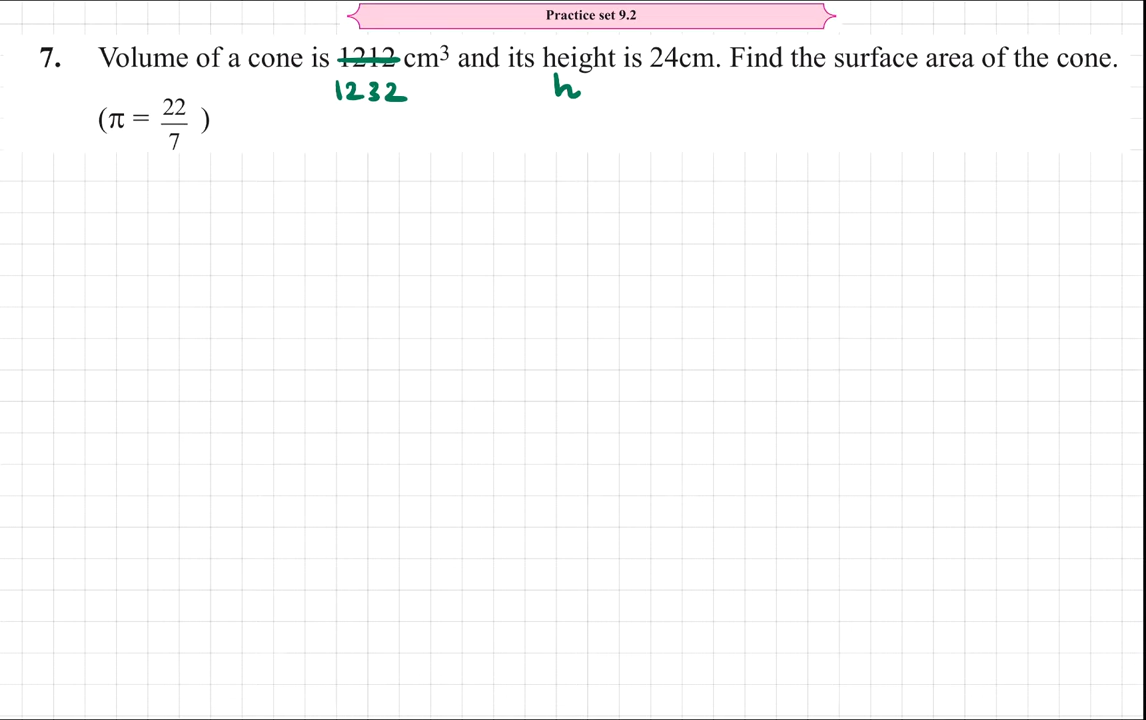 Practice set 9.2
7. Volume of a cone is 1212 cm³ and its height is 24cm. Find the surface area of the cone.
1232 h
(π = 22/7 )